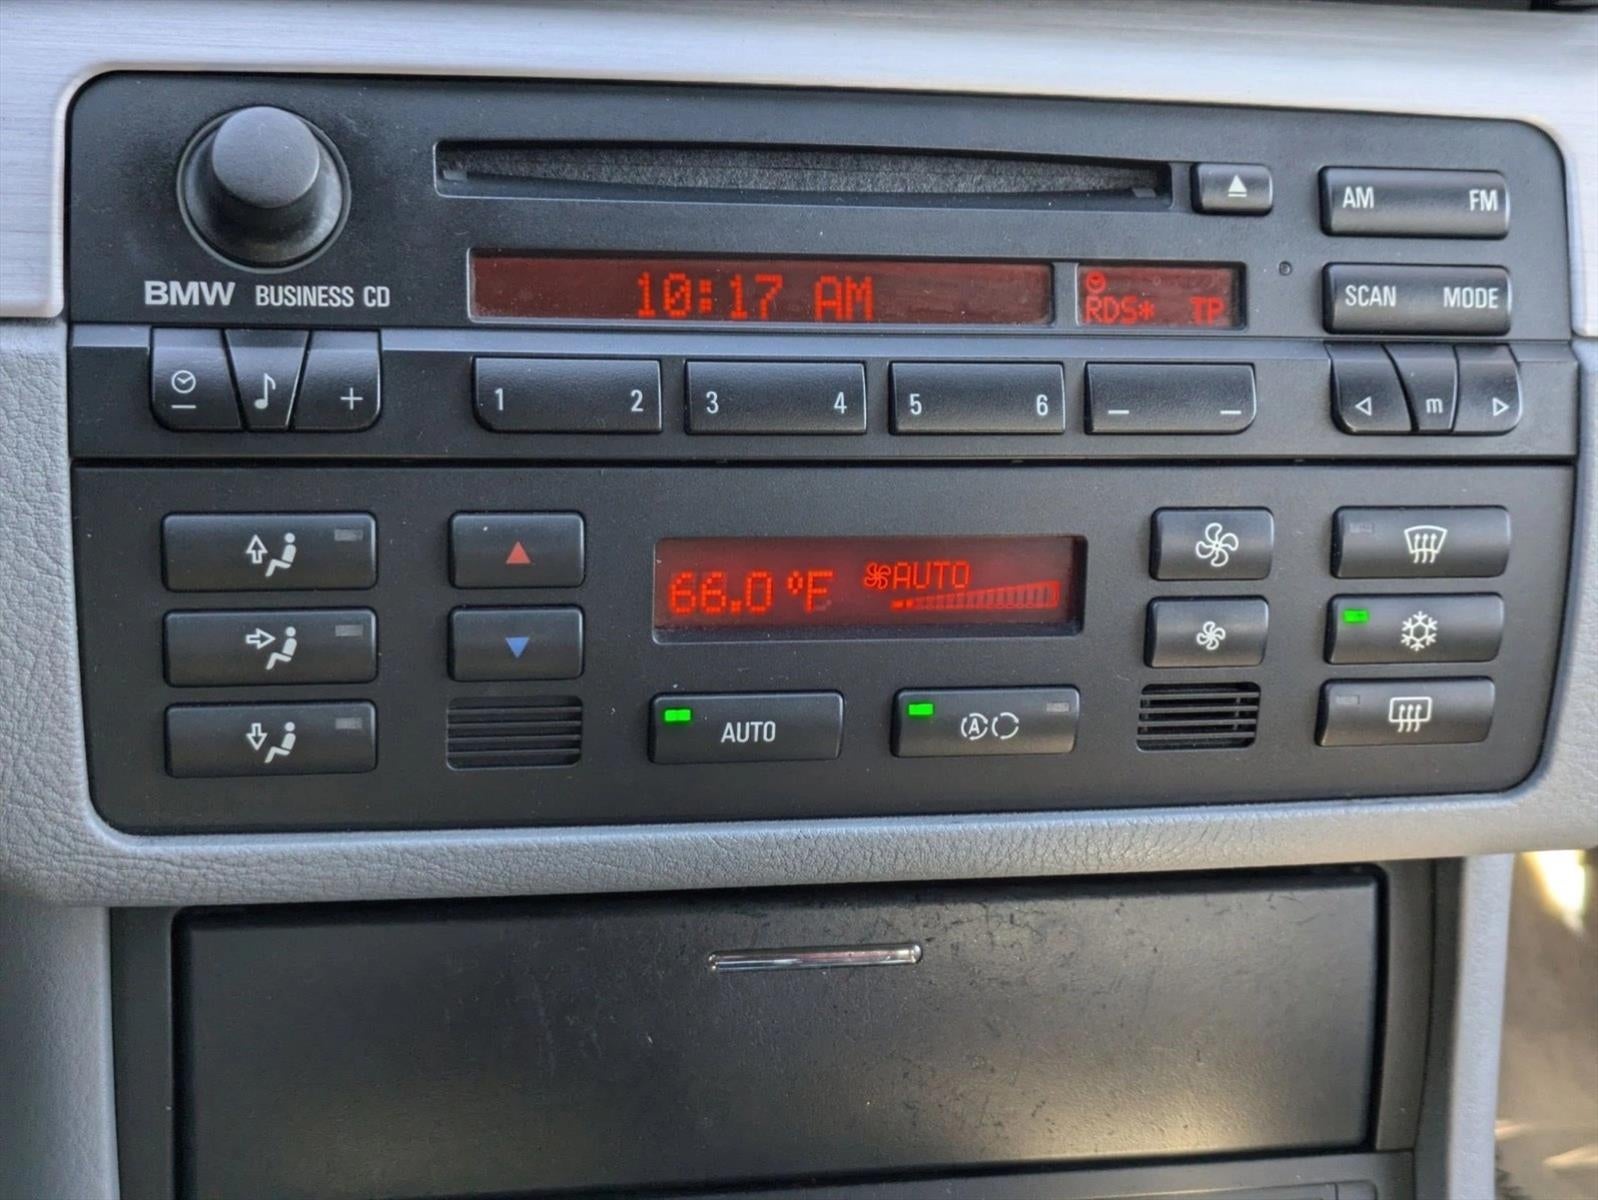 AM FM
10:17 AM
RDS* TP
BMW BUSINESS CD
SCAN MODE
+
1 2 3 4 5 6 — —
m
66.0 °F AUTO
AUTO
A